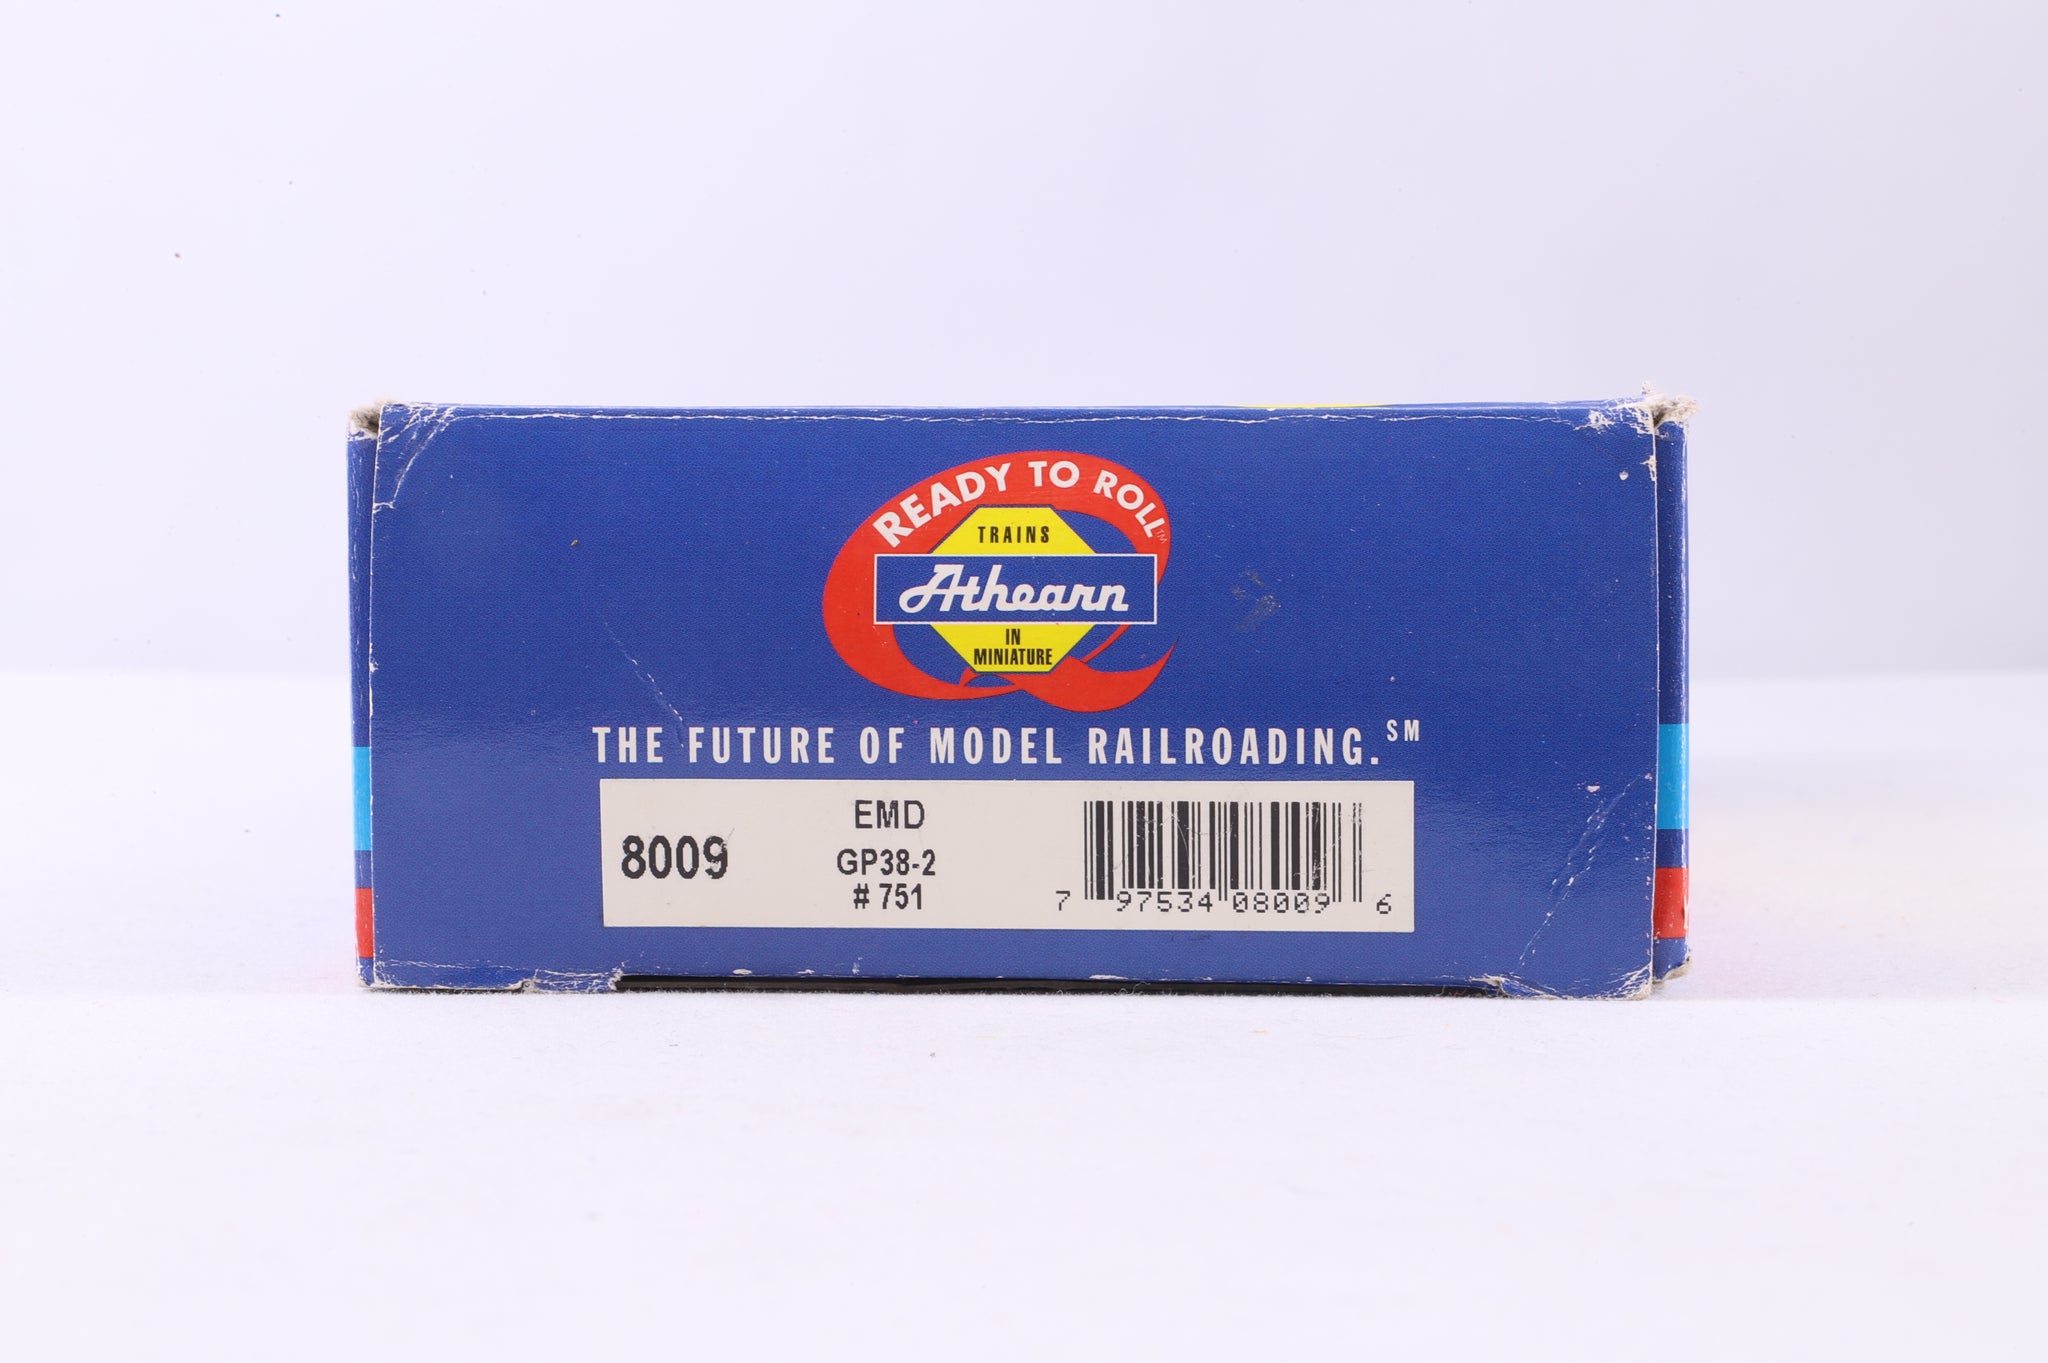 READY TO ROLL™
TRAINS
Athearn
IN
MINIATURE
THE FUTURE OF MODEL RAILROADING.℠
8009
EMD
GP38-2
#751
7 97534 08009 6